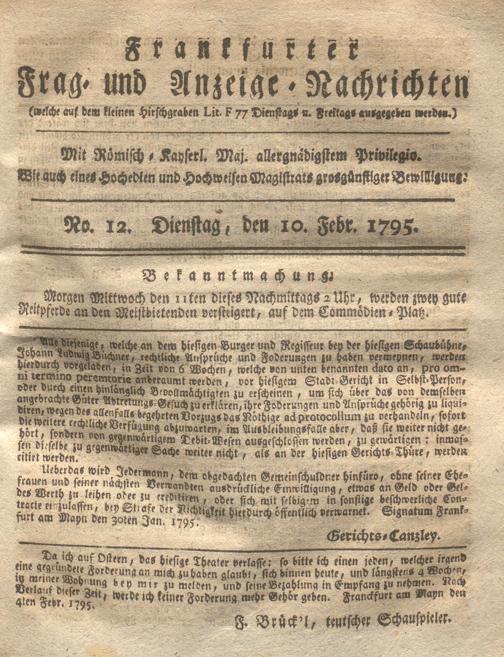 Frankfurter
Frag- und Anzeige-Nachrichten
(welche auf dem kleinen Hirschgraben Lit. F 77 Dienstags u. Freitags ausgegeben werden.)
Mit Römisch-Kayserl. Maj. allergnädigstem Privilegio.
Wie auch eines Hochedlen und Hochweisen Magistrats grosgünstiger Bewilligung:
No. 12. Dienstag, den 10. Febr. 1795.
Bekanntmachung.
Morgen Mittwoch den 11ten dieses Nachmittags 2 Uhr, werden zwey gute
Reitpferde an den Meistbietenden versteigert, auf dem Commödien-Platz.
Alle diejenige, welche an dem hiesigen Burger und Regisseur bey der hiesigen Schaubühne,
Johann Ludwig Büchner, rechtliche Ansprüche und Foderungen zu haben vermeynen, werden
hierdurch vorgeladen, in Zeit von 6 Wochen, welche von unten benannten dato an, pro om-
ni termino peremtorie anberaumt werden, vor hiesigem Stadt-Gericht in Selbst-Person,
oder durch einen hinlänglich Bevollmächtigten zu erscheinen, um sich über das von demselben
angebrachte Güter Abtretungs-Gesuch zu erklären, ihre Foderungen und Ansprüche gehörig zu liqui-
diren, wegen des allenfalls begehrten Vorzugs das Nöthige ad protocollum zu verhandeln, sofort
die weitere rechtliche Verfügung abzuwarten, im Ausbleibungsfalle aber, daß sie weiter nicht ge-
hört, sondern von gegenwärtigem Debit-Wesen ausgeschlossen werden, zu gewärtigen: inmas-
sen dieselbe zu gegenwärtiger Sache weiter nicht, als an der hiesigen Gerichts-Thüre, werden
citirt werden.
Ueberdas wird Jedermann, dem obgedachten Gemeinschuldner hinfüro, ohne seiner Ehe-
frauen und seiner nächsten Verwandten ausdrückliche Einwilligung, etwas an Geld oder Gel-
des Werth zu leihen oder zu creditiren, oder sich mit selbigem in sonstige beschwerliche Con-
tracte einzulassen, bey Strafe der Nichtigkeit hierdurch öffentlich verwarnet. Signatum Frank-
furt am Mayn den 30ten Jan. 1795.
Gerichts-Canzley.
Da ich auf Ostern, das hiesige Theater verlasse: so bitte ich einen jeden, welcher irgend
eine gegründete Forderung an mich zu haben glaubt, sich binnen heute, und längstens 4 Wochen,
in meiner Wohnung bey mir zu melden, und seine Bezahlung in Empfang zu nehmen. Nach
Verlauf dieser Zeit, werde ich keiner Forderung mehr Gehör geben. Frankfurt am Mayn den
4ten Febr. 1795.
F. Brück'l, teutscher Schauspieler.